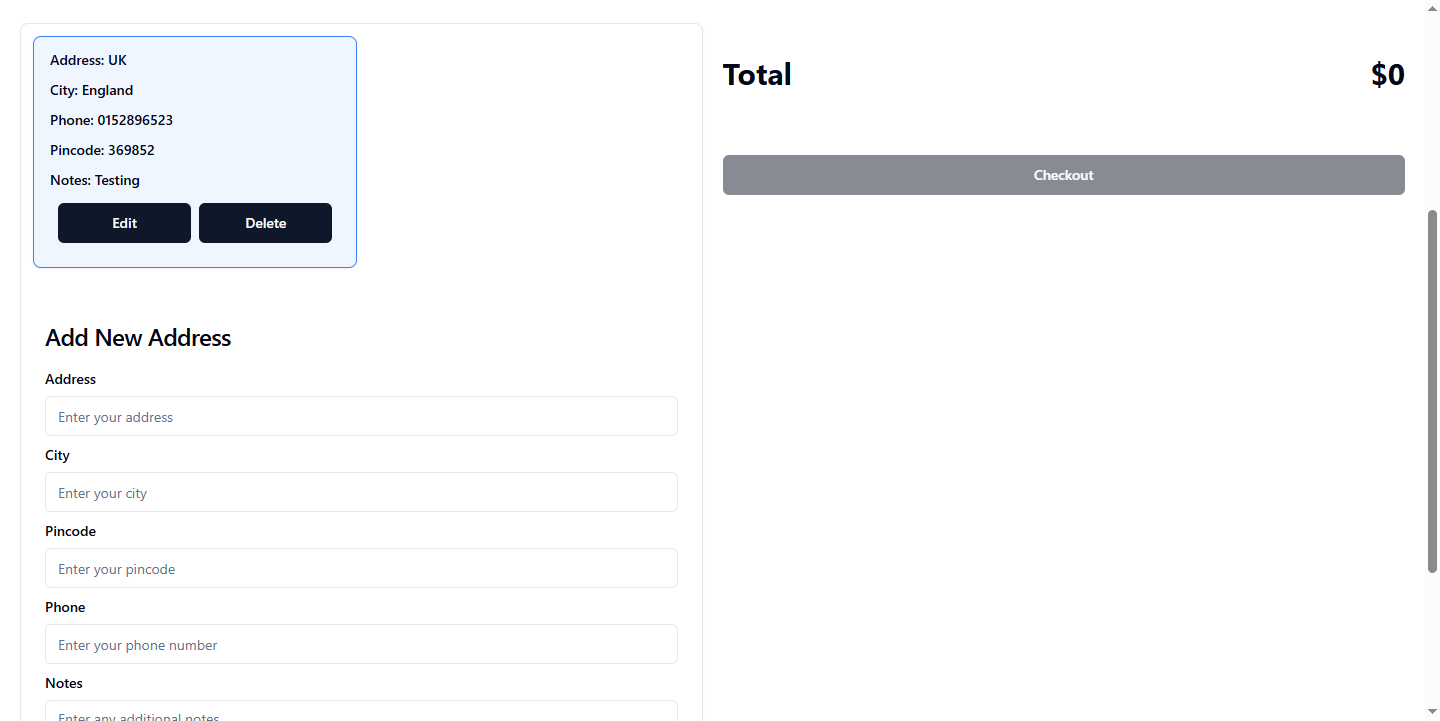 Address: UK
City: England
Phone: 0152896523
Pincode: 369852
Notes: Testing
Edit
Delete
Add New Address
Address
Enter your address
City
Enter your city
Pincode
Enter your pincode
Phone
Enter your phone number
Notes
Enter any additional notes
Total
$0
Checkout